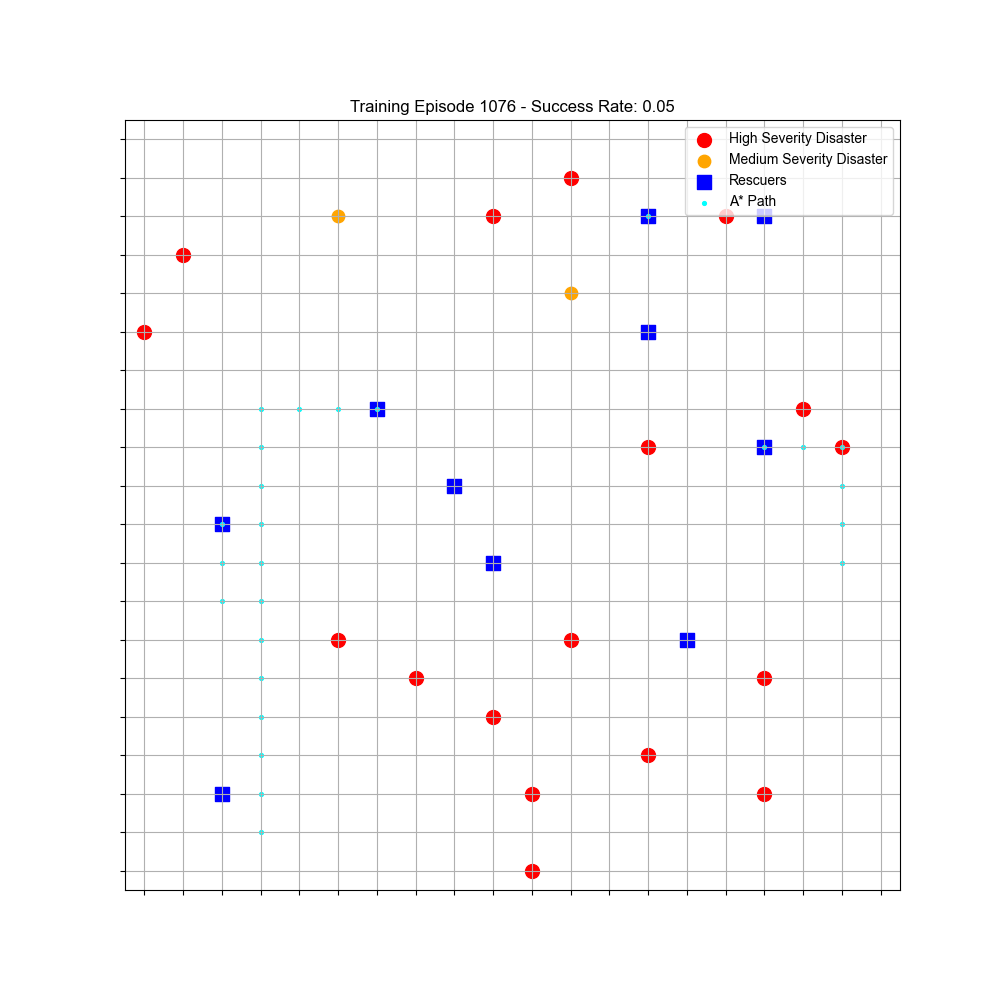 Training Episode 1076 - Success Rate: 0.05
High Severity Disaster
Medium Severity Disaster
Rescuers
A* Path